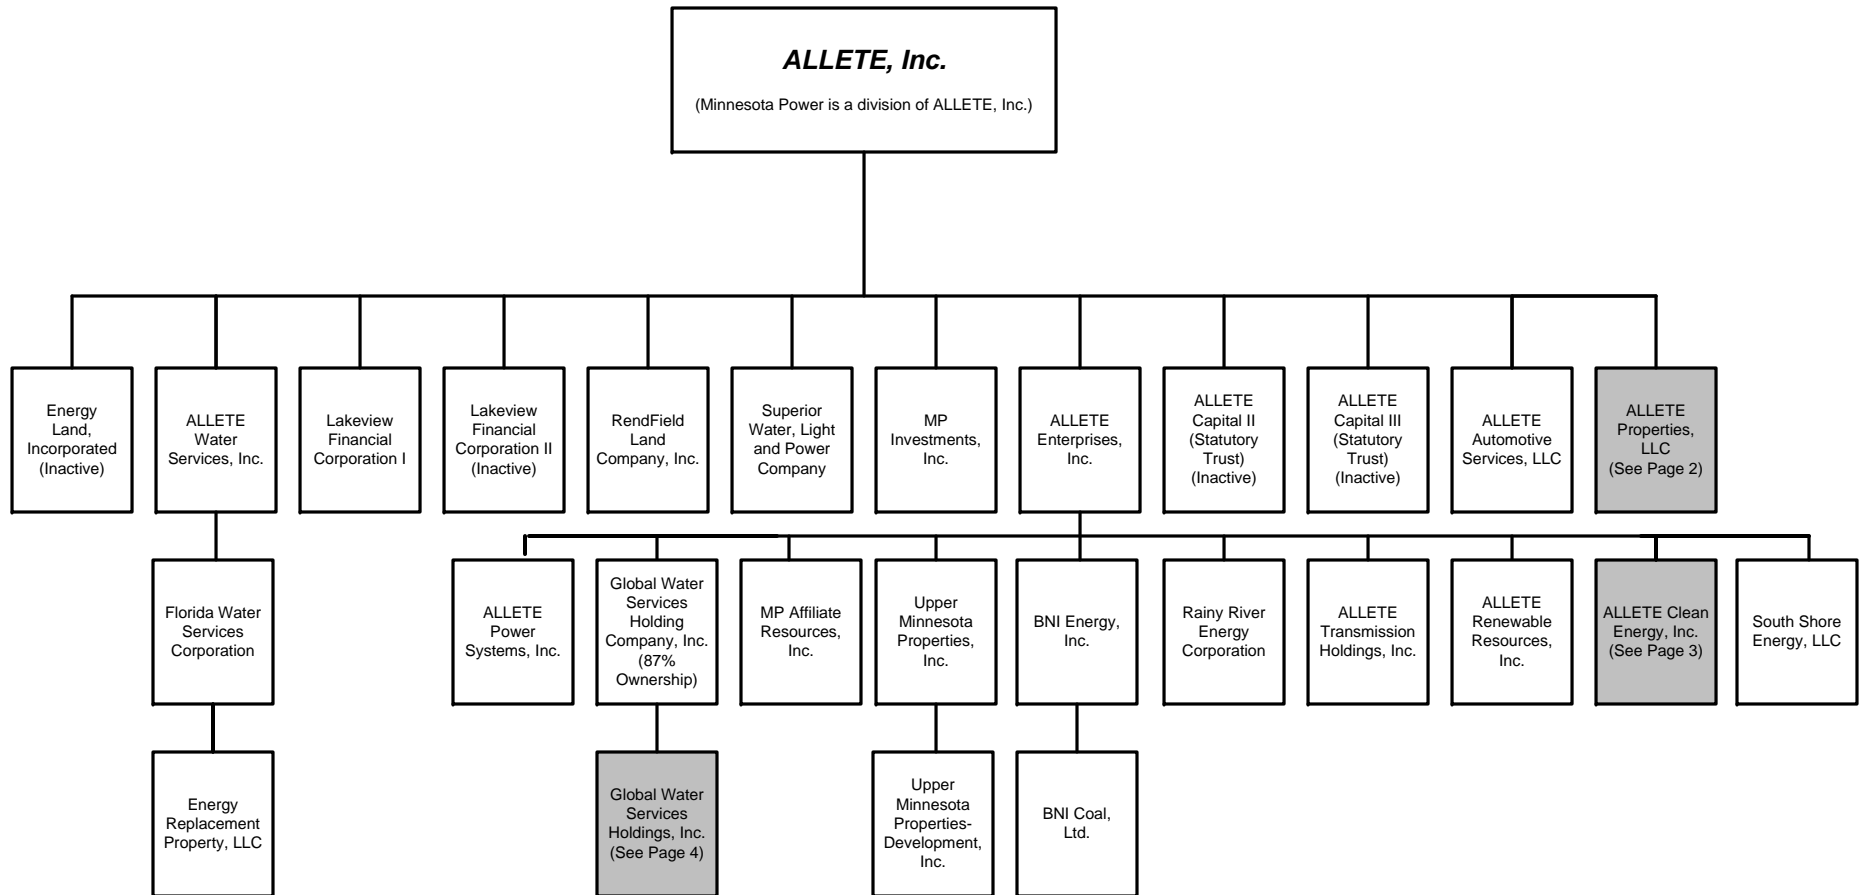 ALLETE, Inc.
(Minnesota Power is a division of ALLETE, Inc.)
Energy
Land,
Incorporated
(Inactive)
ALLETE
Water
Services, Inc.
Lakeview
Financial
Corporation I
Lakeview
Financial
Corporation II
(Inactive)
RendField
Land
Company, Inc.
Superior
Water, Light
and Power
Company
MP
Investments,
Inc.
ALLETE
Enterprises,
Inc.
ALLETE
Capital II
(Statutory
Trust)
(Inactive)
ALLETE
Capital III
(Statutory
Trust)
(Inactive)
ALLETE
Automotive
Services, LLC
ALLETE
Properties,
LLC
(See Page 2)
Florida Water
Services
Corporation
ALLETE
Power
Systems, Inc.
Global Water
Services
Holding
Company, Inc.
(87%
Ownership)
MP Affiliate
Resources,
Inc.
Upper
Minnesota
Properties,
Inc.
BNI Energy,
Inc.
Rainy River
Energy
Corporation
ALLETE
Transmission
Holdings, Inc.
ALLETE
Renewable
Resources,
Inc.
ALLETE Clean
Energy, Inc.
(See Page 3)
South Shore
Energy, LLC
Energy
Replacement
Property, LLC
Global Water
Services
Holdings, Inc.
(See Page 4)
Upper
Minnesota
Properties-
Development,
Inc.
BNI Coal,
Ltd.